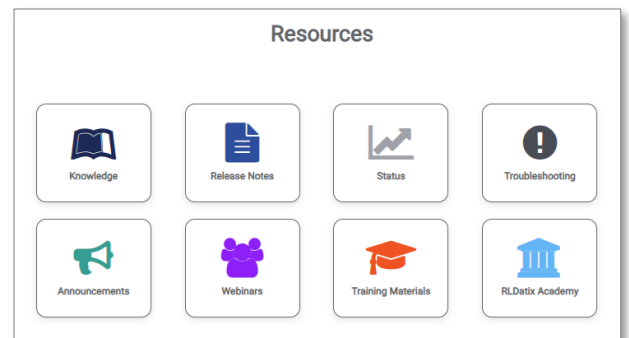 Resources
Knowledge
Release Notes
Status
Troubleshooting
Announcements
Webinars
Training Materials
RLDatix Academy